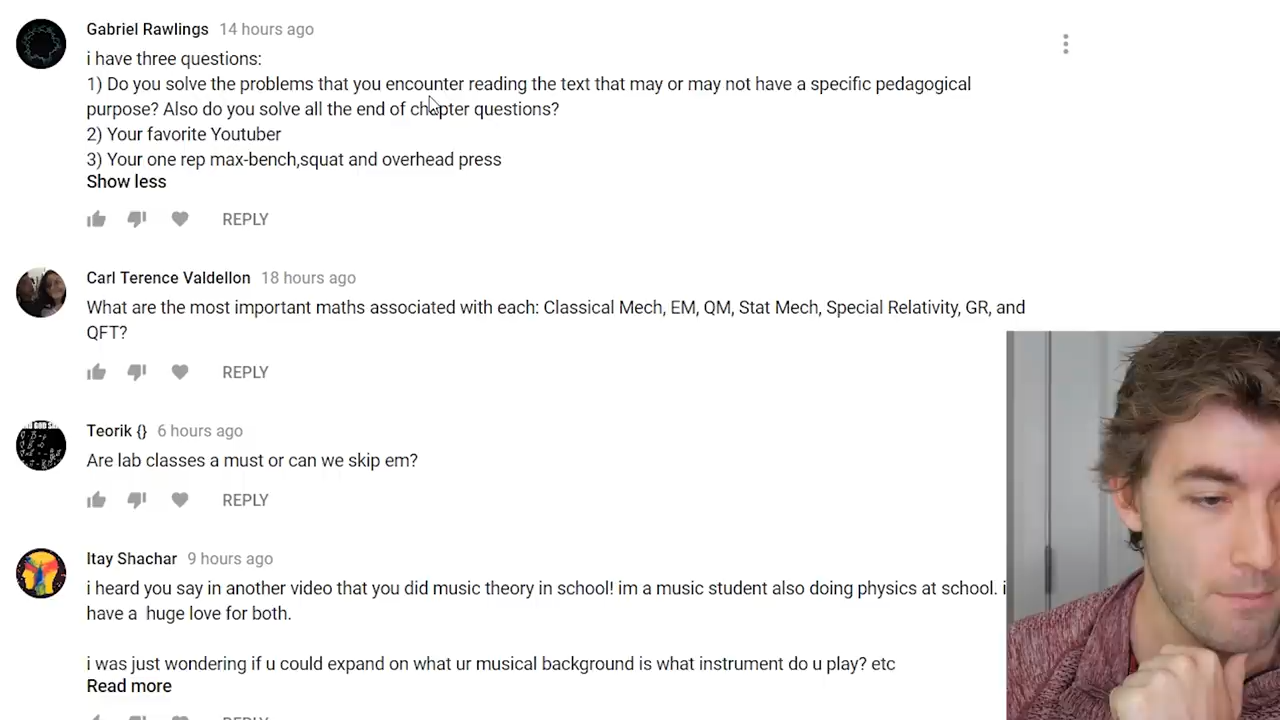 Gabriel Rawlings 14 hours ago
i have three questions:
1) Do you solve the problems that you encounter reading the text that may or may not have a specific pedagogical
purpose? Also do you solve all the end of chapter questions?
2) Your favorite Youtuber
3) Your one rep max-bench,squat and overhead press
Show less
REPLY
Carl Terence Valdellon 18 hours ago
What are the most important maths associated with each: Classical Mech, EM, QM, Stat Mech, Special Relativity, GR, and
QFT?
REPLY
Teorik {} 6 hours ago
Are lab classes a must or can we skip em?
REPLY
Itay Shachar 9 hours ago
i heard you say in another video that you did music theory in school! im a music student also doing physics at school. i
have a huge love for both.
i was just wondering if u could expand on what ur musical background is what instrument do u play? etc
Read more
REPLY